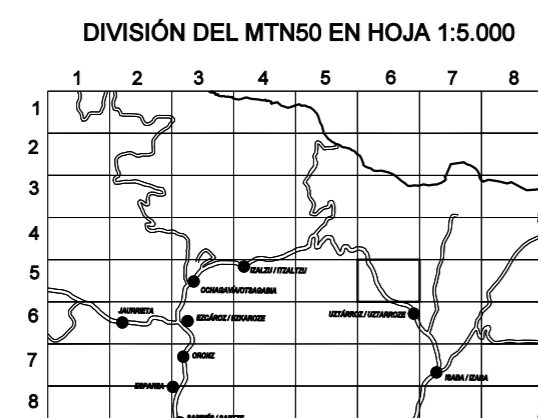 DIVISIÓN DEL MTN50 EN HOJA 1:5.000
1 2 3 4 5 6 7 8
1
2
3
4
5
IZALZU / ITZALTZU
OCHAGAVÍA/OTSAGABIA
6
JAURRIETA
EZCÁROZ / EZKAROZE
UZTÁRROZ / UZTARROZE
7
ORONZ
ISABA / IZABA
8
ESPARZA